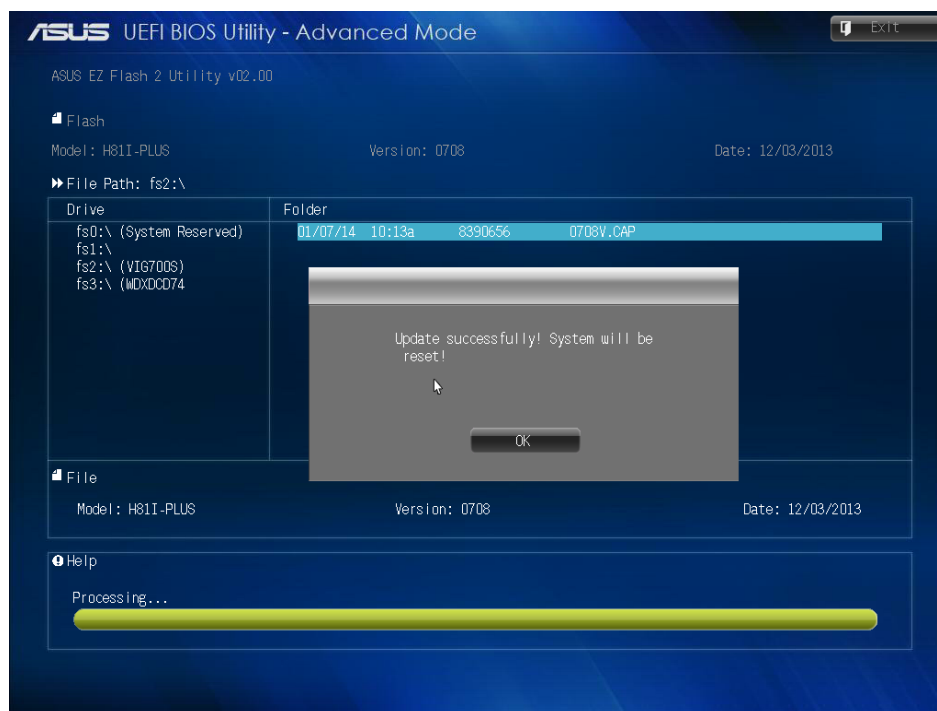 ASUS UEFI BIOS Utility - Advanced Mode
Exit
ASUS EZ Flash 2 Utility v02.00
Flash
Model: H81I-PLUS Version: 0708 Date: 12/03/2013
File Path: fs2:\
Drive Folder
fs0:\ (System Reserved) 01/07/14 10:13a 8390656 0708V.CAP
fs1:\
fs2:\ (VIG700S)
fs3:\ (WDXDCD74
Update successfully! System will be
reset!
OK
File
Model: H81I-PLUS Version: 0708 Date: 12/03/2013
Help
Processing...